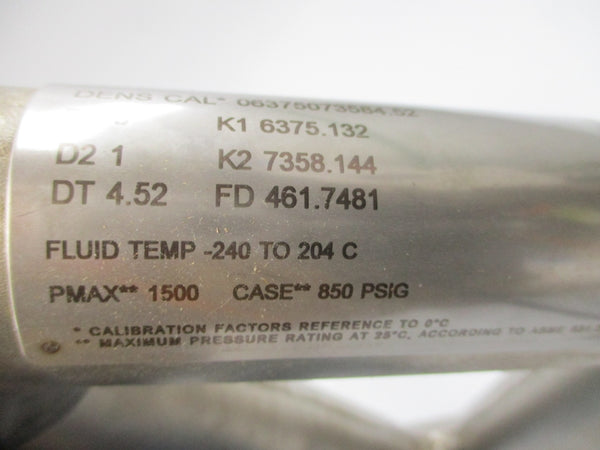 DENS CAL* 06375073584.52
K1 6375.132
D2 1 K2 7358.144
DT 4.52 FD 461.7481
FLUID TEMP -240 TO 204 C
PMAX** 1500 CASE** 850 PSIG
* CALIBRATION FACTORS REFERENCE TO 0°C
** MAXIMUM PRESSURE RATING AT 25°C, ACCORDING TO ASME